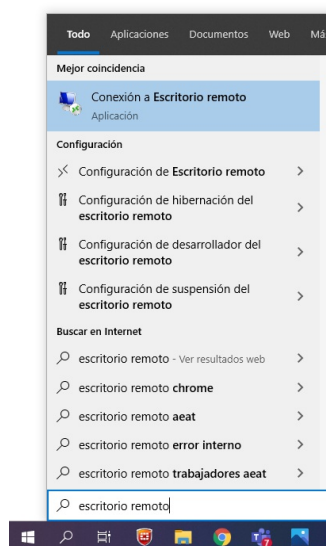 Todo Aplicaciones Documentos Web Má
Mejor coincidencia
Conexión a Escritorio remoto
Aplicación
Configuración
Configuración de Escritorio remoto
Configuración de hibernación del
escritorio remoto
Configuración de desarrollador del
escritorio remoto
Configuración de suspensión del
escritorio remoto
Buscar en Internet
escritorio remoto - Ver resultados web
escritorio remoto chrome
escritorio remoto aeat
escritorio remoto error interno
escritorio remoto trabajadores aeat
escritorio remoto
7